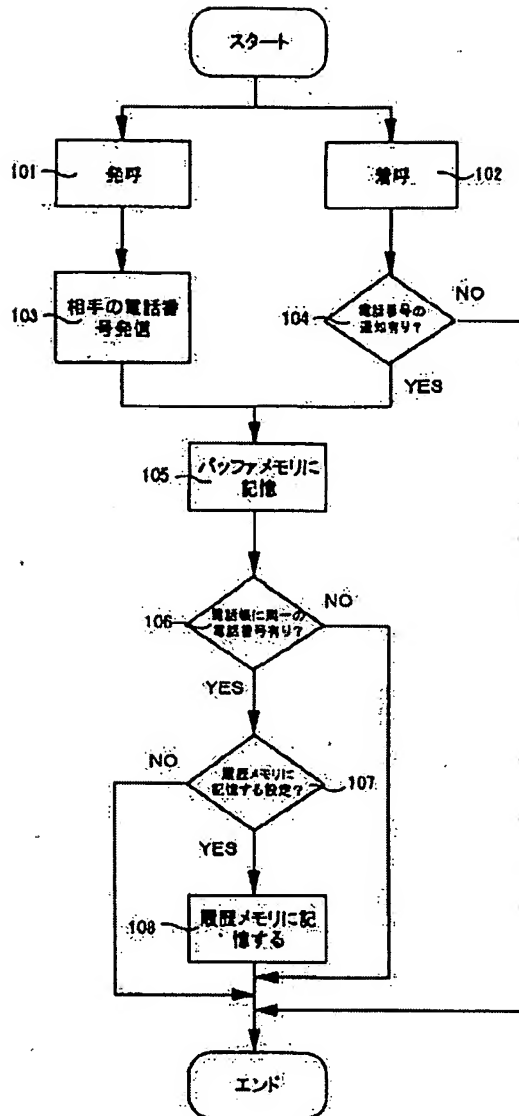 スタート
101
発呼
着呼
102
103
相手の電話番
号発信
104
電話番号の
通知有り?
NO
YES
105
バッファメモリに
記憶
106
電話帳に同一の
電話番号有り?
NO
YES
NO
履歴メモリに
記憶する設定?
107
YES
108
履歴メモリに記
憶する
エンド